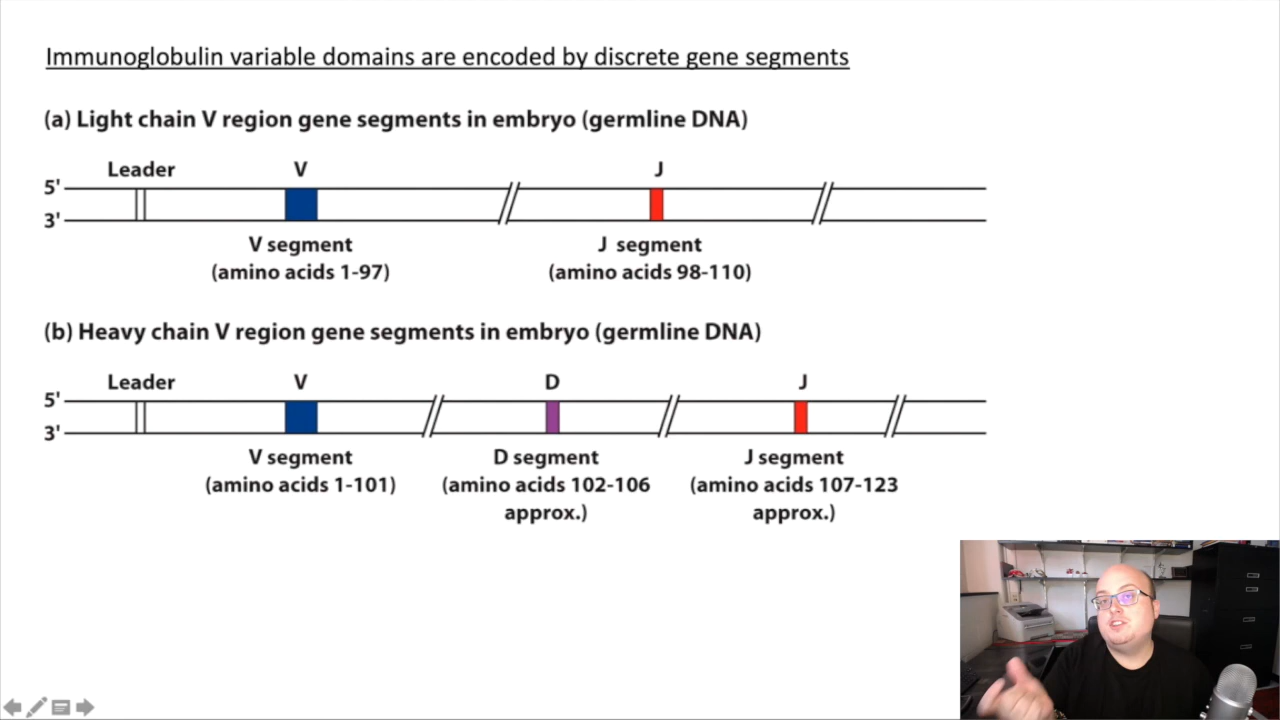 Immunoglobulin variable domains are encoded by discrete gene segments
(a) Light chain V region gene segments in embryo (germline DNA)
Leader V J
5'
3'
V segment J segment
(amino acids 1-97) (amino acids 98-110)
(b) Heavy chain V region gene segments in embryo (germline DNA)
Leader V D J
5'
3'
V segment D segment J segment
(amino acids 1-101) (amino acids 102-106 (amino acids 107-123
approx.) approx.)